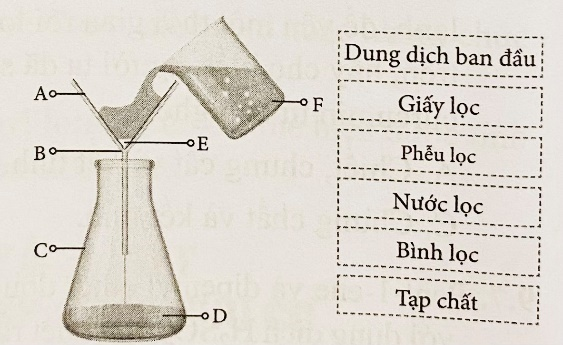 Dung dịch ban đầu
A
F
Giấy lọc
E
Phễu lọc
B
Nước lọc
C
Bình lọc
D
Tạp chất